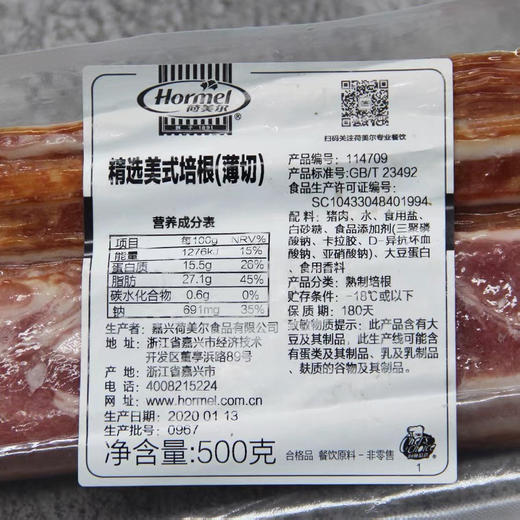 Hormel
荷美尔
®
精选美式培根(薄切)
营养成分表
项目 每100g NRV%
能量 1276kJ 15%
蛋白质 15.5g 26%
脂肪 27.1g 45%
碳水化合物 0.6g 0%
钠 691mg 35%
生产者:嘉兴荷美尔食品有限公司
地址:浙江省嘉兴市经济技术
开发区董亭浜路89号
产地:浙江省嘉兴市
电话:4008215224
网址:www.hormel.com.cn
生产日期:2020 01 13
生产批号:0967
净含量:500克
扫码关注荷美尔专业餐饮
产品编号:114709
产品标准号:GB/T 23492
食品生产许可证编号:
SC10433048401994
配料:猪肉、水、食用盐、
白砂糖、食品添加剂(三聚磷
酸钠、卡拉胶、D-异抗坏血
酸钠、亚硝酸钠)、大豆蛋白
、食用香料
产品类别:熟制培根
贮存条件:-18℃或以下
保质期:180天
致敏物质提示:此产品含有大
豆及其制品。此生产线可能含
有蛋类及其制品、乳及乳制品
、麸质的谷物及其制品。
合格品 餐饮原料-非零售
1